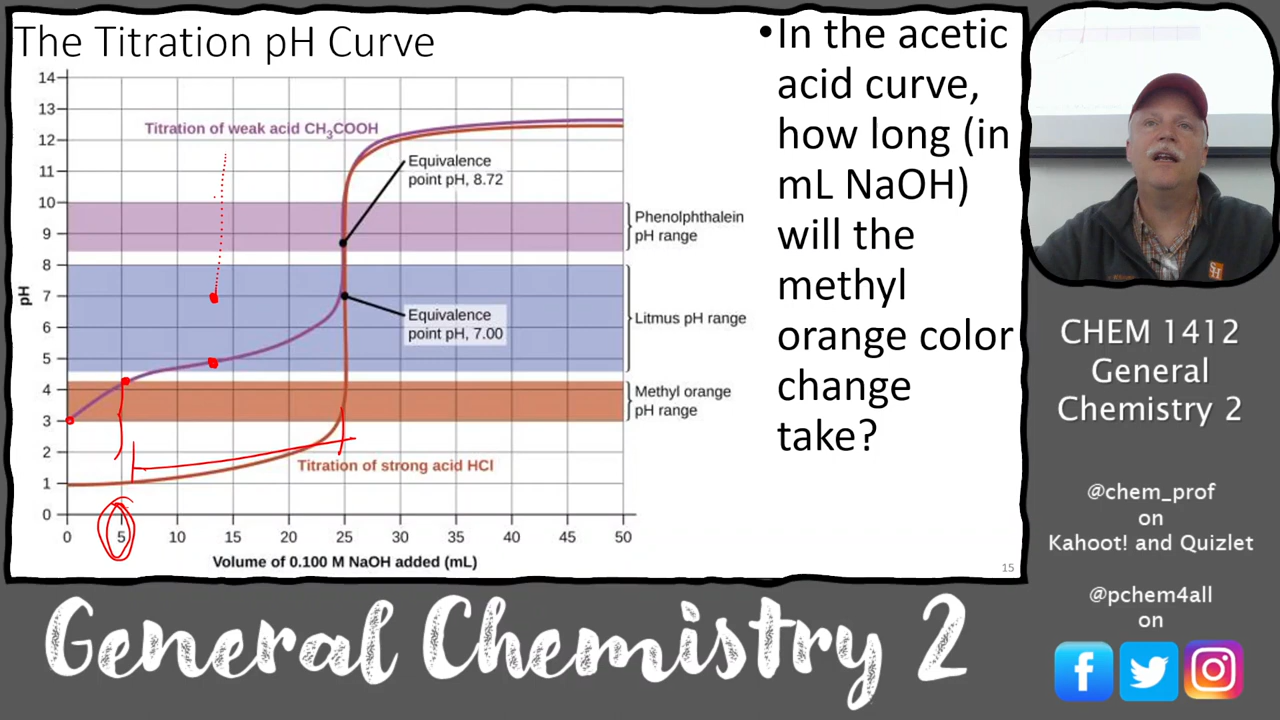 The Titration pH Curve
14
13
12
11
10
9
8
7
6
5
4
3
2
1
0
pH
Titration of weak acid CH₃COOH
Equivalence
point pH, 8.72
Equivalence
point pH, 7.00
Titration of strong acid HCl
Phenolphthalein
pH range
Litmus pH range
Methyl orange
pH range
0 5 10 15 20 25 30 35 40 45 50
Volume of 0.100 M NaOH added (mL)
•In the acetic
acid curve,
how long (in
mL NaOH)
will the
methyl
orange color
change
take?
15
CHEM 1412
General
Chemistry 2
@chem_prof
on
Kahoot! and Quizlet
@pchem4all
on
General Chemistry 2